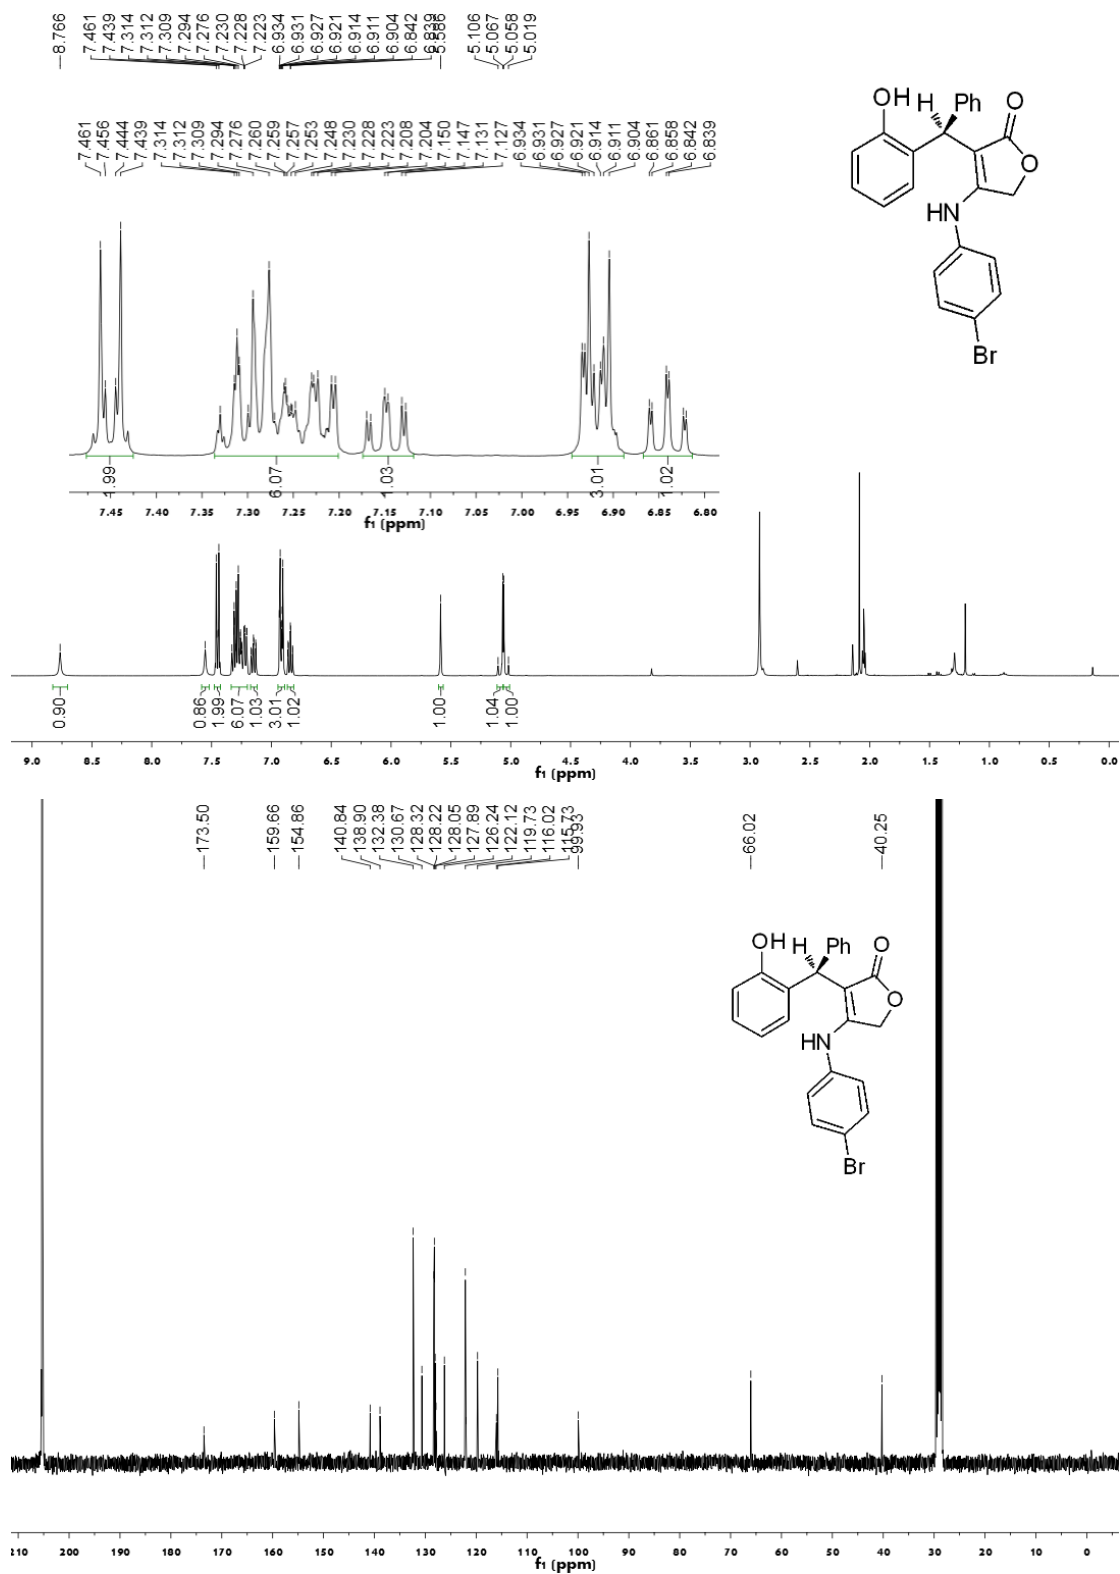 8.766 7.461 7.439 7.314 7.312 7.309 7.294 7.276 7.230 7.228 7.223 6.934 6.931 6.927 6.921 6.914 6.911 6.904 6.842 6.839 5.586 5.106 5.067 5.058 5.019
7.461 7.456 7.444 7.439 7.314 7.312 7.309 7.294 7.276 7.260 7.259 7.257 7.253 7.248 7.230 7.228 7.223 7.208 7.204 7.150 7.147 7.131 7.127 6.934 6.931 6.927 6.921 6.914 6.911 6.904 6.861 6.858 6.842 6.839
OH H Ph O
O
HN
Br
1.99 6.07 1.03 3.01 1.02
7.45 7.40 7.35 7.30 7.25 7.20 7.15 7.10 7.05 7.00 6.95 6.90 6.85 6.80
f1 (ppm)
0.90 0.86 1.99 6.07 1.03 3.01 1.02 1.00 1.04 1.00
9.0 8.5 8.0 7.5 7.0 6.5 6.0 5.5 5.0 4.5 4.0 3.5 3.0 2.5 2.0 1.5 1.0 0.5 0.0
f1 (ppm)
173.50 159.66 154.86 140.84 138.90 132.38 130.67 128.32 128.22 128.05 127.89 126.24 122.12 119.73 116.02 115.73 99.93 66.02 40.25
OH H Ph O
O
HN
Br
210 200 190 180 170 160 150 140 130 120 110 100 90 80 70 60 50 40 30 20 10 0
f1 (ppm)